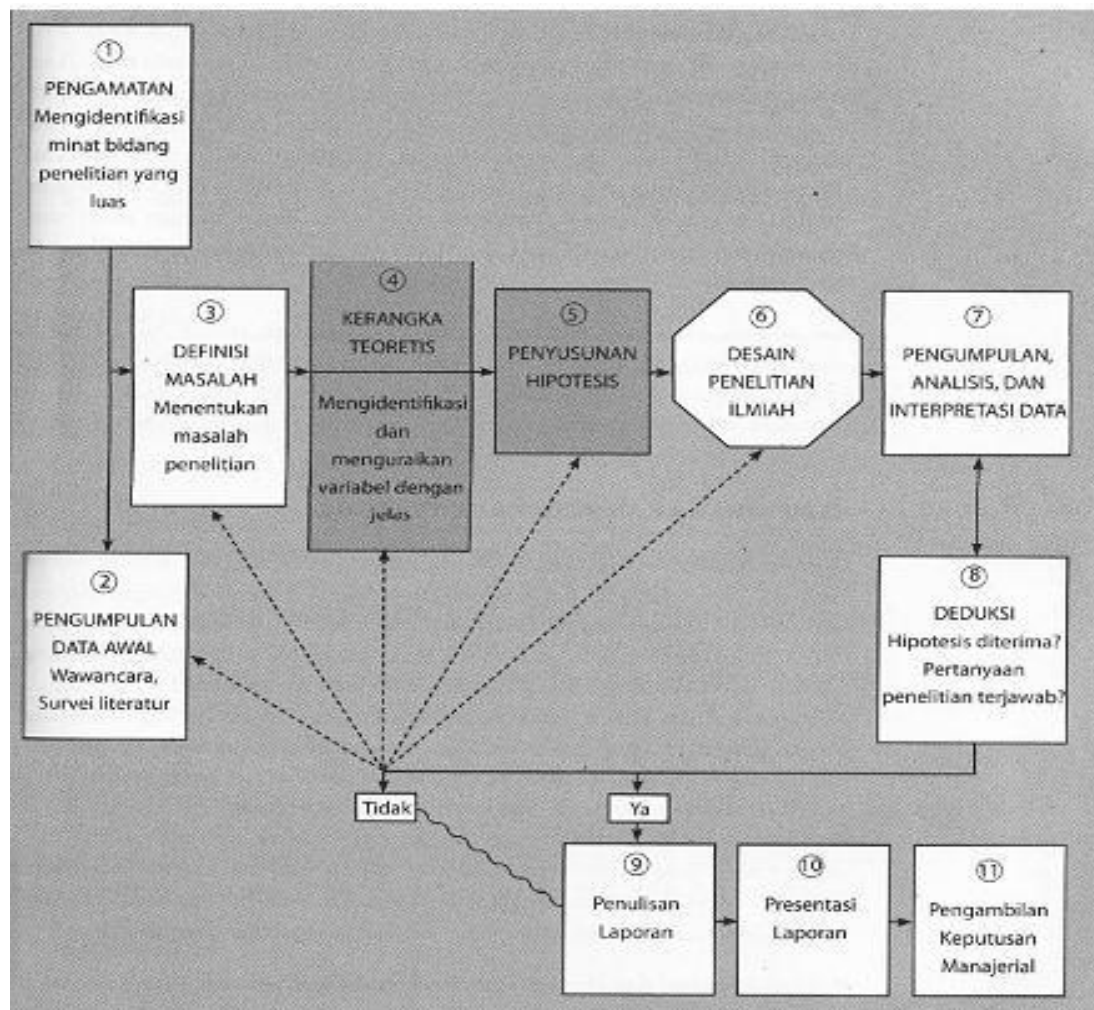 ①
PENGAMATAN
Mengidentifikasi
minat bidang
penelitian yang
luas
②
PENGUMPULAN
DATA AWAL
Wawancara,
Survei literatur
③
DEFINISI
MASALAH
Menentukan
masalah
penelitian
④
KERANGKA
TEORETIS
Mengidentifikasi
dan
menguraikan
variabel dengan
jelas
⑤
PENYUSUNAN
HIPOTESIS
⑥
DESAIN
PENELITIAN
ILMIAH
⑦
PENGUMPULAN,
ANALISIS, DAN
INTERPRETASI DATA
⑧
DEDUKSI
Hipotesis diterima?
Pertanyaan
penelitian terjawab?
Tidak
Ya
⑨
Penulisan
Laporan
⑩
Presentasi
Laporan
⑪
Pengambilan
Keputusan
Manajerial